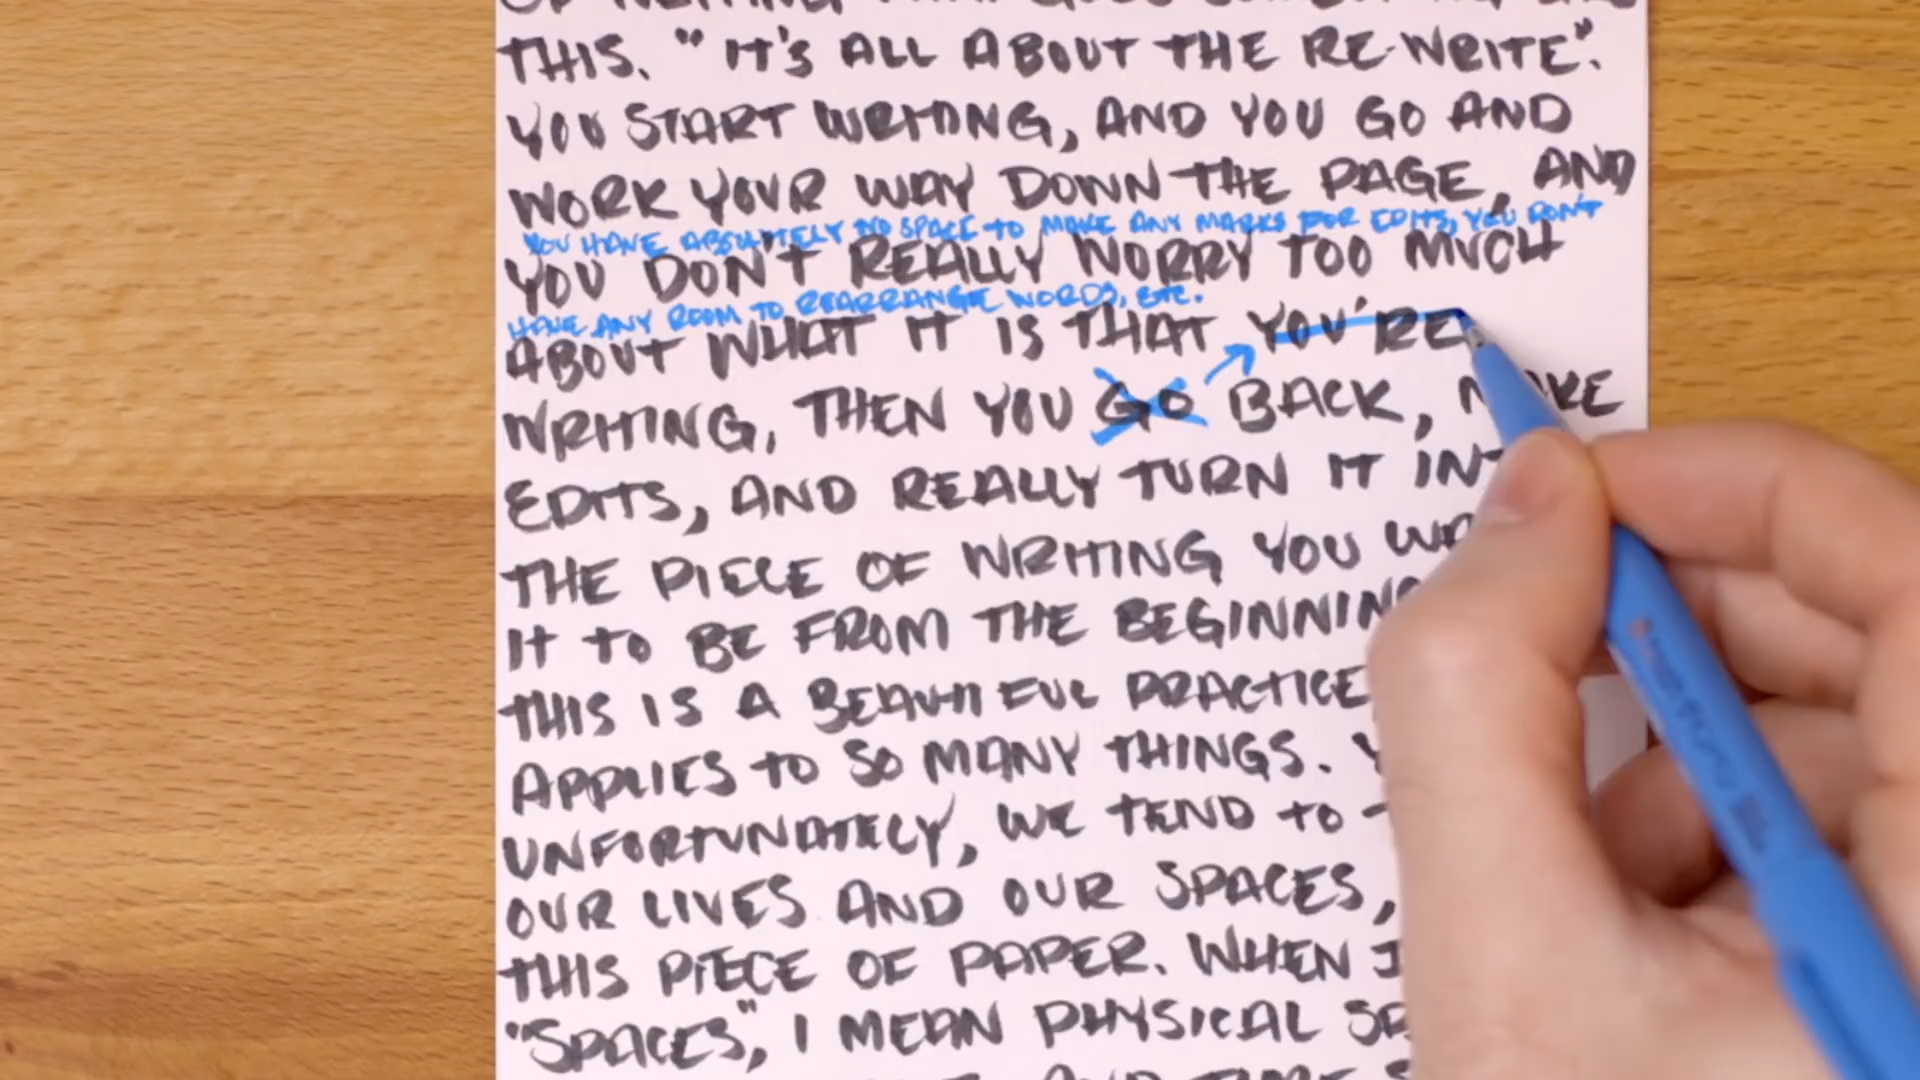 THIS. "IT'S ALL ABOUT THE RE-WRITE".
YOU START WRITING, AND YOU GO AND
WORK YOUR WAY DOWN THE PAGE, AND
YOU HAVE ABSOLUTELY NO SPACE TO MAKE ANY MARKS FOR EDITS, YOU DON'T
YOU DON'T REALLY WORRY TOO MUCH
HAVE ANY ROOM TO REARRANGE WORDS, ETC.
ABOUT WHAT IT IS THAT YOU'RE
WRITING, THEN YOU GO BACK,
EDITS, AND REALLY TURN IT
THE PIECE OF WRITING YOU
IT TO BE FROM THE
THIS IS A BEAUTIFUL PRACTICE
APPLIES TO SO MANY THINGS.
UNFORTUNATELY, WE TEND TO
OUR LIVES AND OUR SPACES,
THIS PIECE OF PAPER. WHEN I
"SPACES", I MEAN PHYSICAL